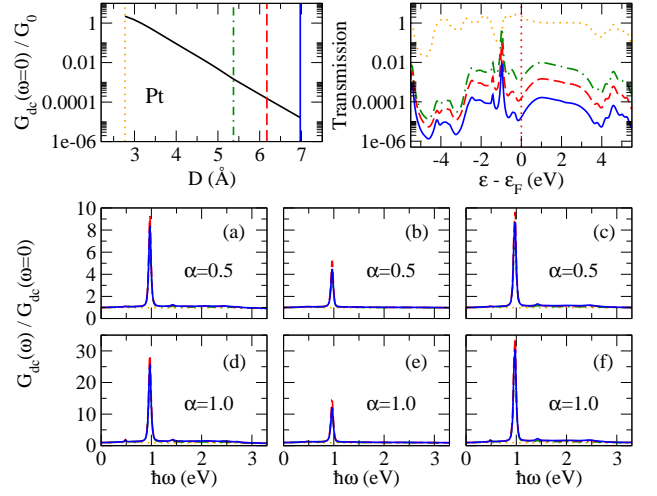 G_dc(ω=0) / G_0
1
0.01
0.0001
1e-06
Pt
3 4 5 6 7
D (Å)
Transmission
1
0.01
0.0001
1e-06
-4 -2 0 2 4
ε - ε_F (eV)
G_dc(ω) / G_dc(ω=0)
10
8
6
4
2
0
(a)
α=0.5
(b)
α=0.5
(c)
α=0.5
30
20
10
0
(d)
α=1.0
(e)
α=1.0
(f)
α=1.0
0 1 2 3
0 1 2 3
0 1 2 3
ħω (eV)
ħω (eV)
ħω (eV)